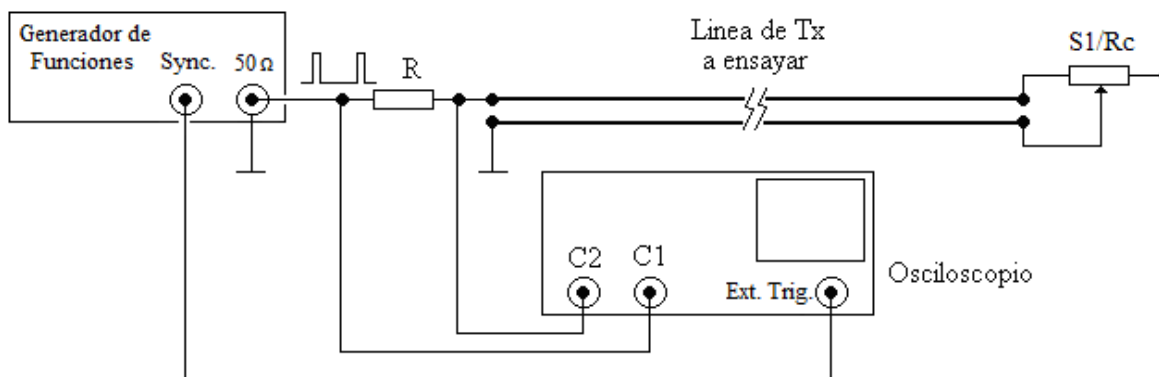 Generador de
Funciones
Sync.
50 Ω
R
Linea de Tx
a ensayar
S1/Rc
C2
C1
Ext. Trig.
Osciloscopio